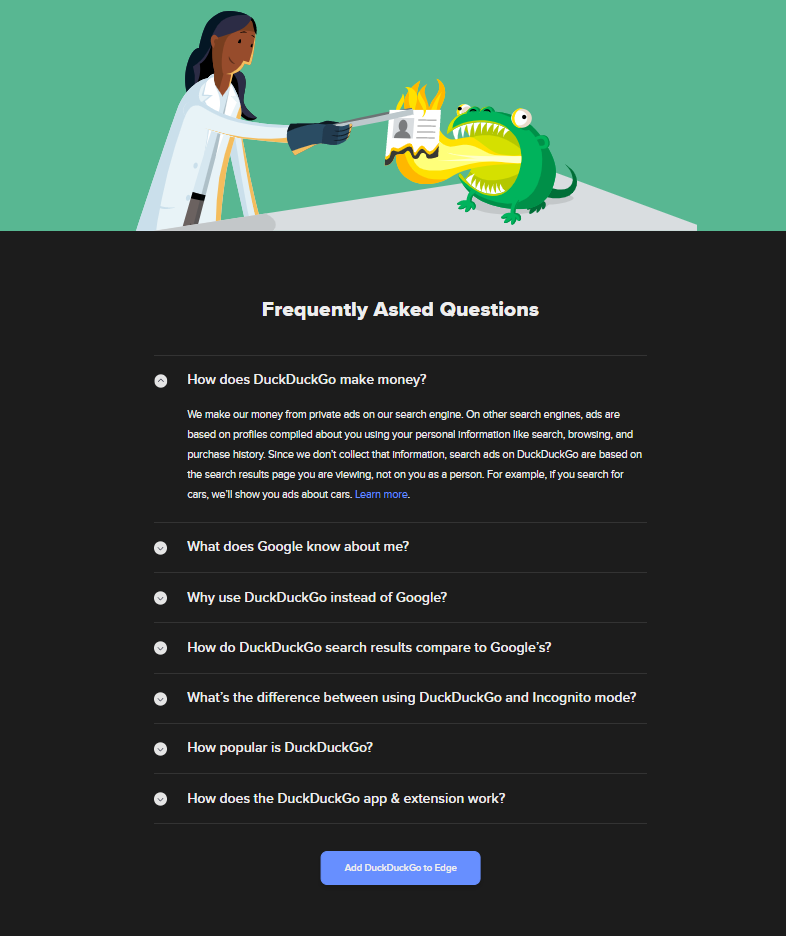 Frequently Asked Questions
How does DuckDuckGo make money?
We make our money from private ads on our search engine. On other search engines, ads are
based on profiles compiled about you using your personal information like search, browsing, and
purchase history. Since we don’t collect that information, search ads on DuckDuckGo are based on
the search results page you are viewing, not on you as a person. For example, if you search for
cars, we’ll show you ads about cars. Learn more.
What does Google know about me?
Why use DuckDuckGo instead of Google?
How do DuckDuckGo search results compare to Google’s?
What’s the difference between using DuckDuckGo and Incognito mode?
How popular is DuckDuckGo?
How does the DuckDuckGo app & extension work?
Add DuckDuckGo to Edge